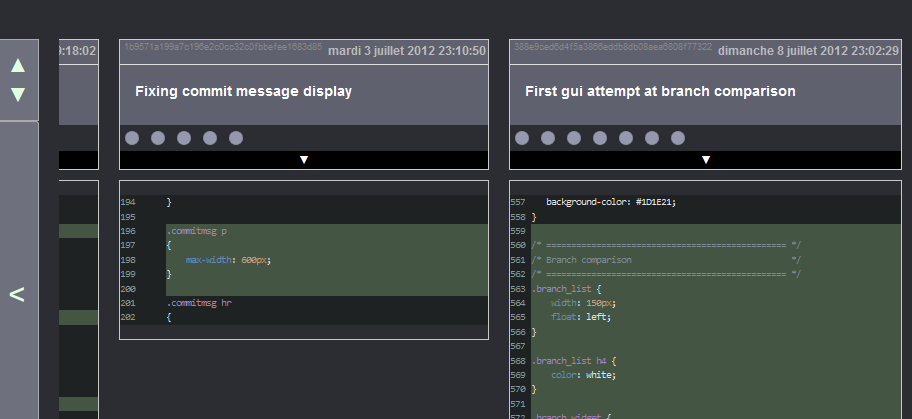 9:18:02
mardi 3 juillet 2012 23:10:50
dimanche 8 juillet 2012 23:02:29
▲
▼
<
Fixing commit message display
▼
194 }
195
196 .commitmsg p
197 {
198 max-width: 600px;
199 }
200
201 .commitmsg hr
202 {
First gui attempt at branch comparison
▼
557 background-color: #1D1E21;
558 }
559
560 /* ================================================ */
561 /* Branch comparison */
562 /* ================================================ */
563 .branch_list {
564 width: 150px;
565 float: left;
566 }
567
568 .branch_list h4 {
569 color: white;
570 }
571
572 .branch_widget {